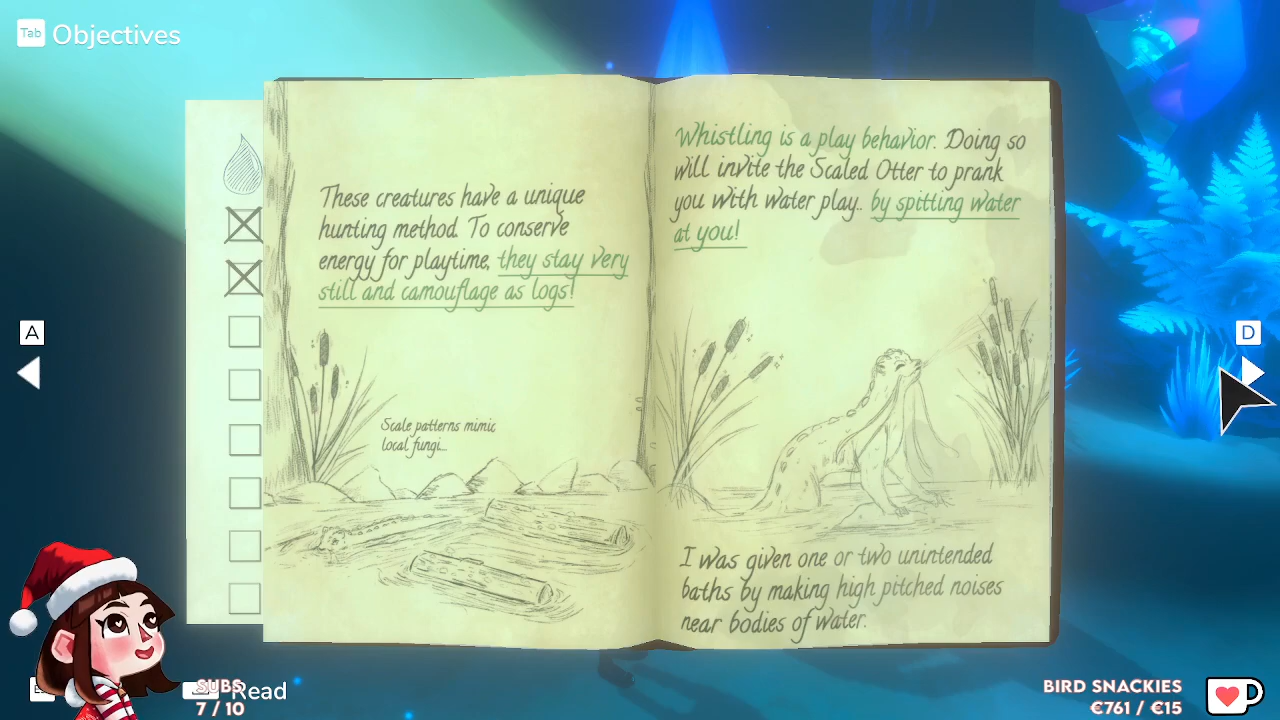 Tab Objectives
These creatures have a unique
hunting method. To conserve
energy for playtime, they stay very
still and camouflage as logs!
Scale patterns mimic
local fungi...
Whistling is a play behavior. Doing so
will invite the Scaled Otter to prank
you with water play.. by spitting water
at you!
I was given one or two unintended
baths by making high pitched noises
near bodies of water.
A
D
Read
SUBS
7 / 10
BIRD SNACKIES
€761 / €15